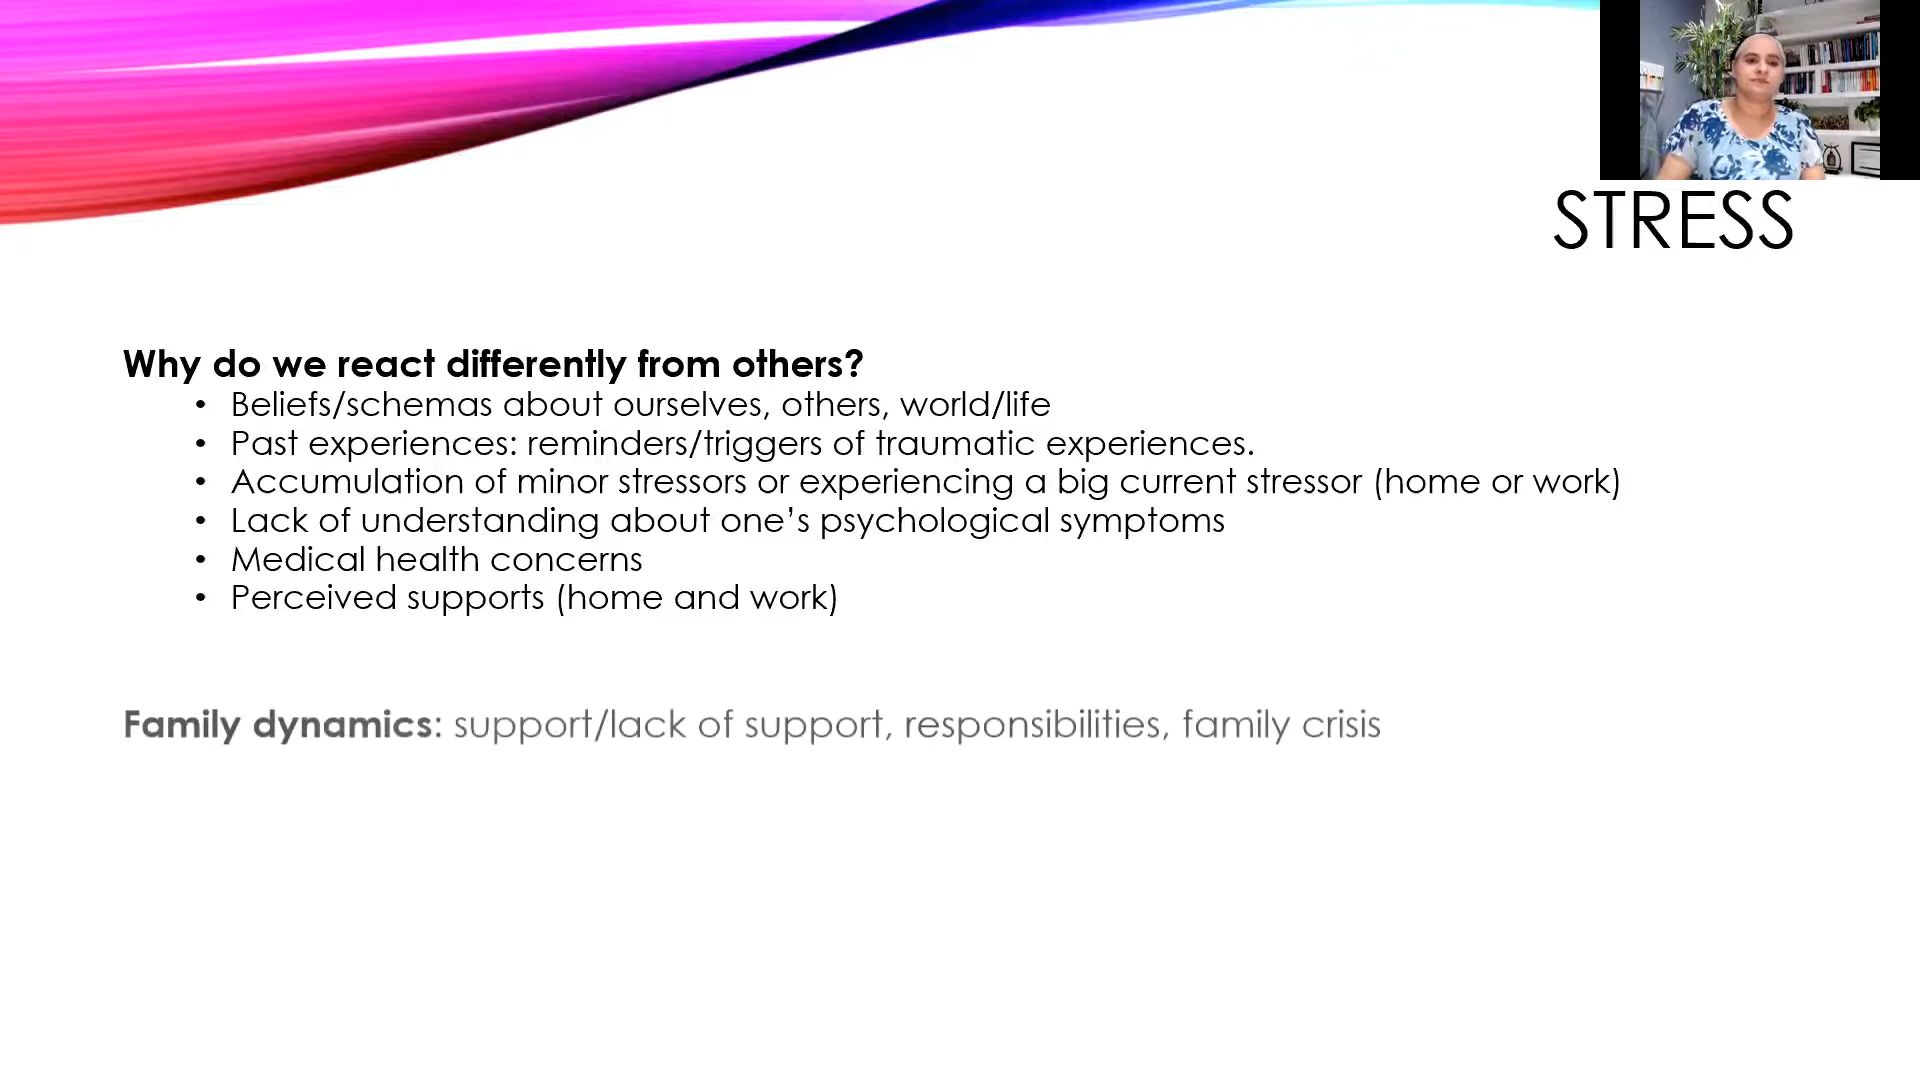 STRESS
Why do we react differently from others?
• Beliefs/schemas about ourselves, others, world/life
• Past experiences: reminders/triggers of traumatic experiences.
• Accumulation of minor stressors or experiencing a big current stressor (home or work)
• Lack of understanding about one’s psychological symptoms
• Medical health concerns
• Perceived supports (home and work)
Family dynamics: support/lack of support, responsibilities, family crisis